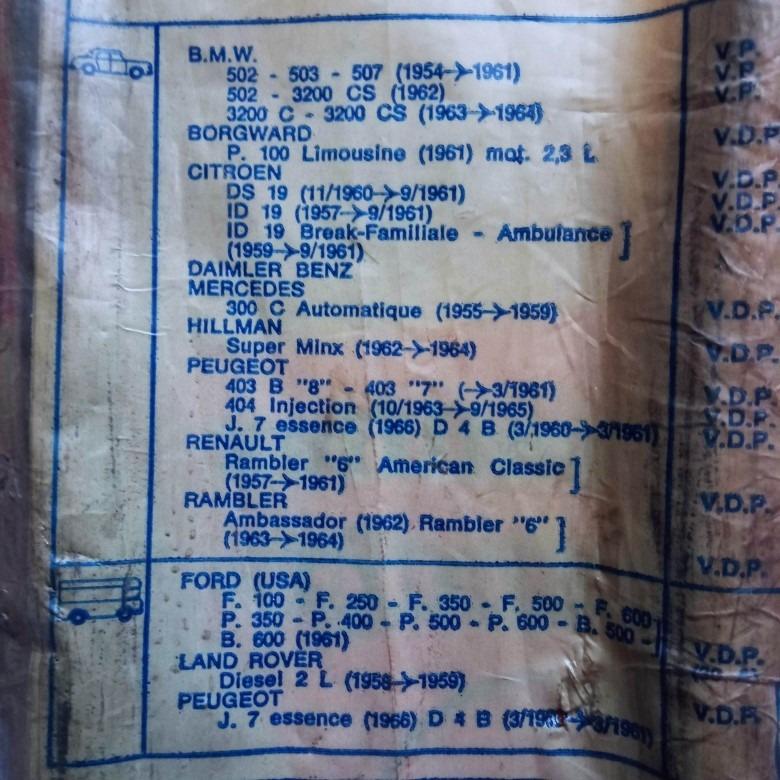 B.M.W. V.P.
502 - 503 - 507 (1954->1961) V.P.
502 - 3200 CS (1962) V.P.
3200 C - 3200 CS (1963->1964)
BORGWARD V.D.P.
P. 100 Limousine (1961) mot. 2,3 L
CITROEN V.D.P.
DS 19 (11/1960->9/1961) V.D.P.
ID 19 (1957->9/1961) V.D.P.
ID 19 Break-Familiale - Ambulance ]
(1959->9/1961)
DAIMLER BENZ
MERCEDES
300 C Automatique (1955->1959) V.D.P.
HILLMAN
Super Minx (1962->1964) V.D.P.
PEUGEOT
403 B "8" - 403 "7" (->3/1961) V.D.P.
404 Injection (10/1963->9/1965) V.D.P.
J. 7 essence (1966) D 4 B (3/1960->3/1961) V.D.P.
RENAULT
Rambler "6" American Classic ]
(1957->1961)
RAMBLER V.D.P.
Ambassador (1962) Rambler "6" ]
(1963->1964)
V.D.P.
FORD (USA)
F. 100 - F. 250 - F. 350 - F. 500 - F. 600-
P. 350 - P. 400 - P. 500 - P. 600 - B. 500 - ]
B. 600 (1961)
LAND ROVER V.D.P.
Diesel 2 L (1958->1959)
PEUGEOT V.D.P.
J. 7 essence (1966) D 4 B